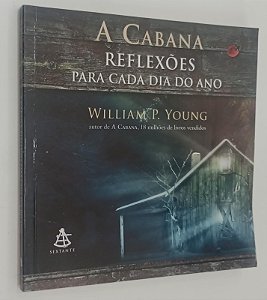 A CABANA
REFLEXÕES
PARA CADA DIA DO ANO
WILLIAM P. YOUNG
autor de A CABANA, 18 milhões de livros vendidos
SEXTANTE